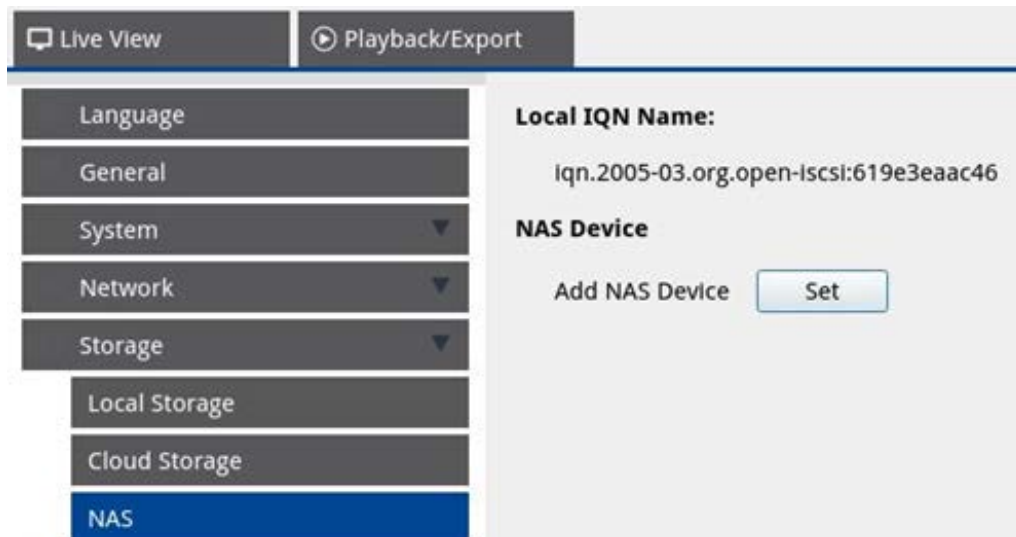 Live View
Playback/Export
Language
General
System
Network
Storage
Local Storage
Cloud Storage
NAS
Local IQN Name:
iqn.2005-03.org.open-iscsi:619e3eaac46
NAS Device
Add NAS Device Set